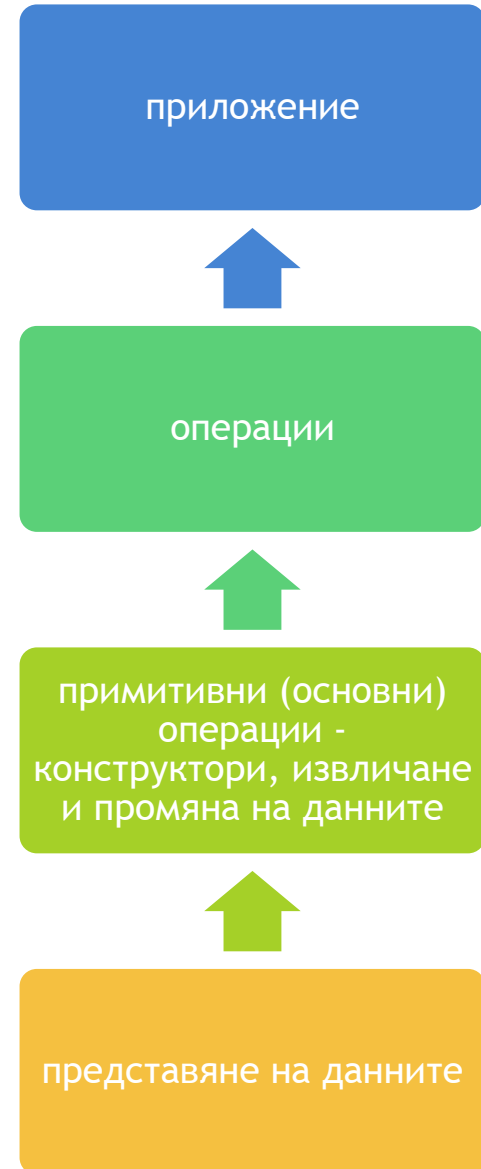 приложение
операции
примитивни (основни)
операции -
конструктори, извличане
и промяна на данните
представяне на данните